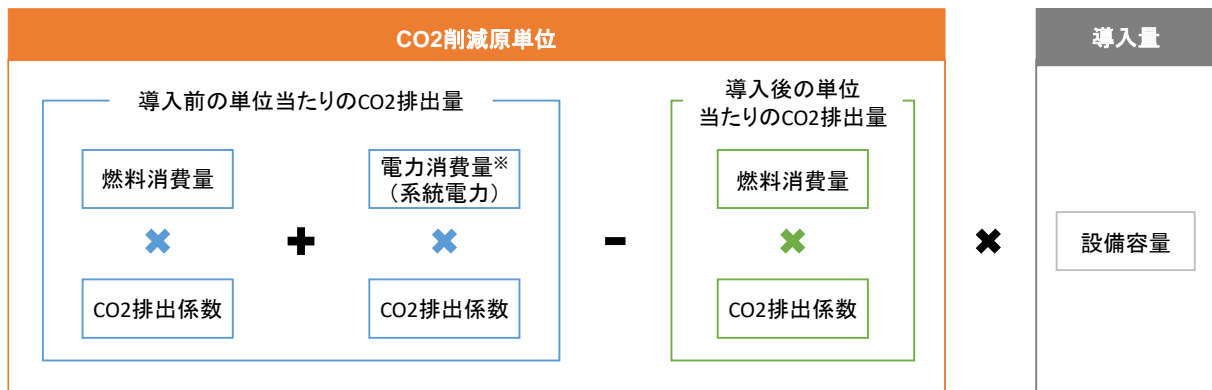 CO2削減原単位
導入量
導入前の単位当たりのCO2排出量
導入後の単位
当たりのCO2排出量
燃料消費量
電力消費量※
（系統電力）
燃料消費量
設備容量
CO2排出係数
CO2排出係数
CO2排出係数